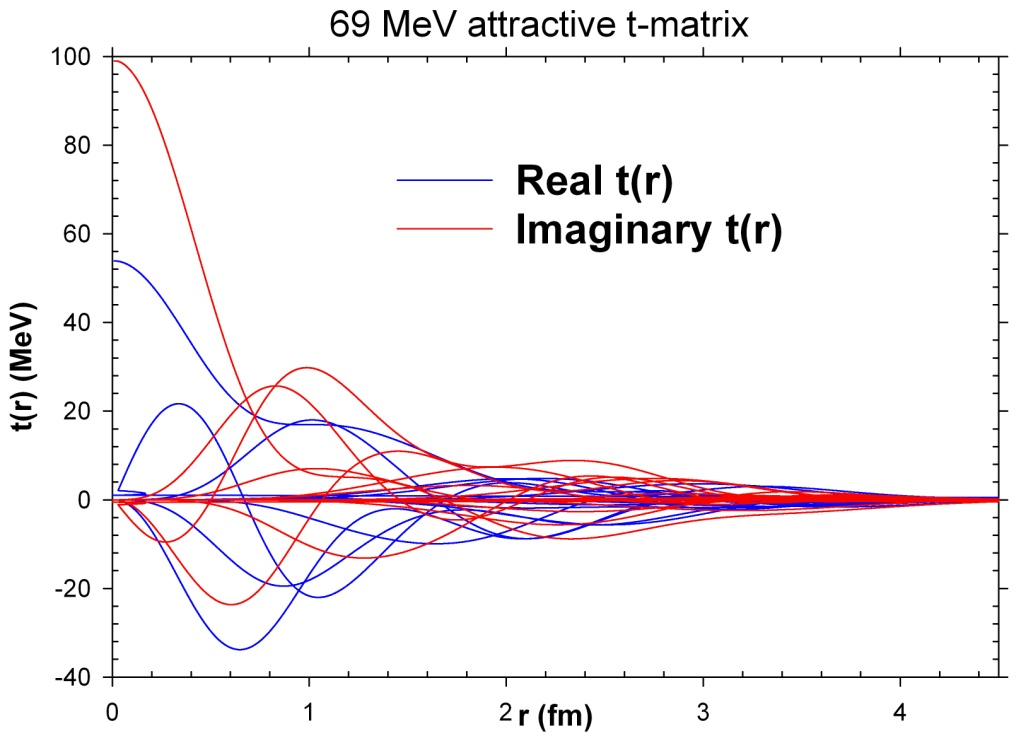 69 MeV attractive t-matrix
100
80
60
40
20
0
-20
-40
t(r) (MeV)
Real t(r)
Imaginary t(r)
0 1 2 3 4
r (fm)